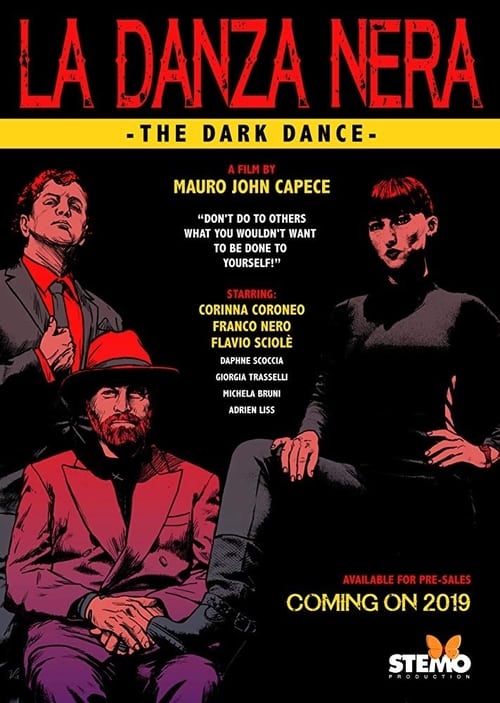 LA DANZA NERA
-THE DARK DANCE-
A FILM BY
MAURO JOHN CAPECE
“DON'T DO TO OTHERS
WHAT YOU WOULDN'T WANT
TO BE DONE TO
YOURSELF!”
STARRING:
CORINNA CORONEO
FRANCO NERO
FLAVIO SCIOLÈ
DAPHNE SCOCCIA
GIORGIA TRASSELLI
MICHELA BRUNI
ADRIEN LISS
AVAILABLE FOR PRE-SALES
COMING ON 2019
STEMO
PRODUCTION